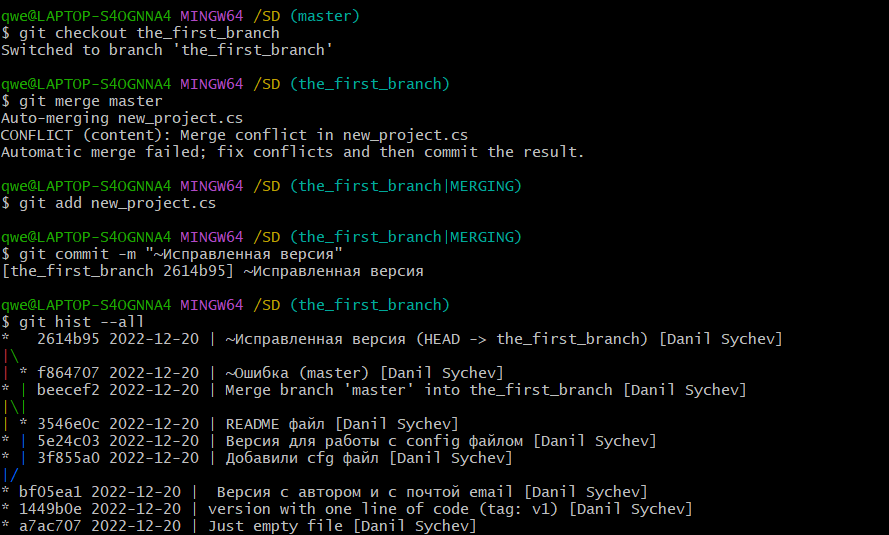 qwe@LAPTOP-S4OGNNA4 MINGW64 /SD (master)
$ git checkout the_first_branch
Switched to branch 'the_first_branch'
qwe@LAPTOP-S4OGNNA4 MINGW64 /SD (the_first_branch)
$ git merge master
Auto-merging new_project.cs
CONFLICT (content): Merge conflict in new_project.cs
Automatic merge failed; fix conflicts and then commit the result.
qwe@LAPTOP-S4OGNNA4 MINGW64 /SD (the_first_branch|MERGING)
$ git add new_project.cs
qwe@LAPTOP-S4OGNNA4 MINGW64 /SD (the_first_branch|MERGING)
$ git commit -m "~Исправленная версия"
[the_first_branch 2614b95] ~Исправленная версия
qwe@LAPTOP-S4OGNNA4 MINGW64 /SD (the_first_branch)
$ git hist --all
*   2614b95 2022-12-20 | ~Исправленная версия (HEAD -> the_first_branch) [Danil Sychev]
|\
| * f864707 2022-12-20 | ~Ошибка (master) [Danil Sychev]
* | beecef2 2022-12-20 | Merge branch 'master' into the_first_branch [Danil Sychev]
|\|
| * 3546e0c 2022-12-20 | README файл [Danil Sychev]
* | 5e24c03 2022-12-20 | Версия для работы с config файлом [Danil Sychev]
* | 3f855a0 2022-12-20 | Добавили cfg файл [Danil Sychev]
|/
* bf05ea1 2022-12-20 |  Версия с автором и с почтой email [Danil Sychev]
* 1449b0e 2022-12-20 | version with one line of code (tag: v1) [Danil Sychev]
* a7ac707 2022-12-20 | Just empty file [Danil Sychev]